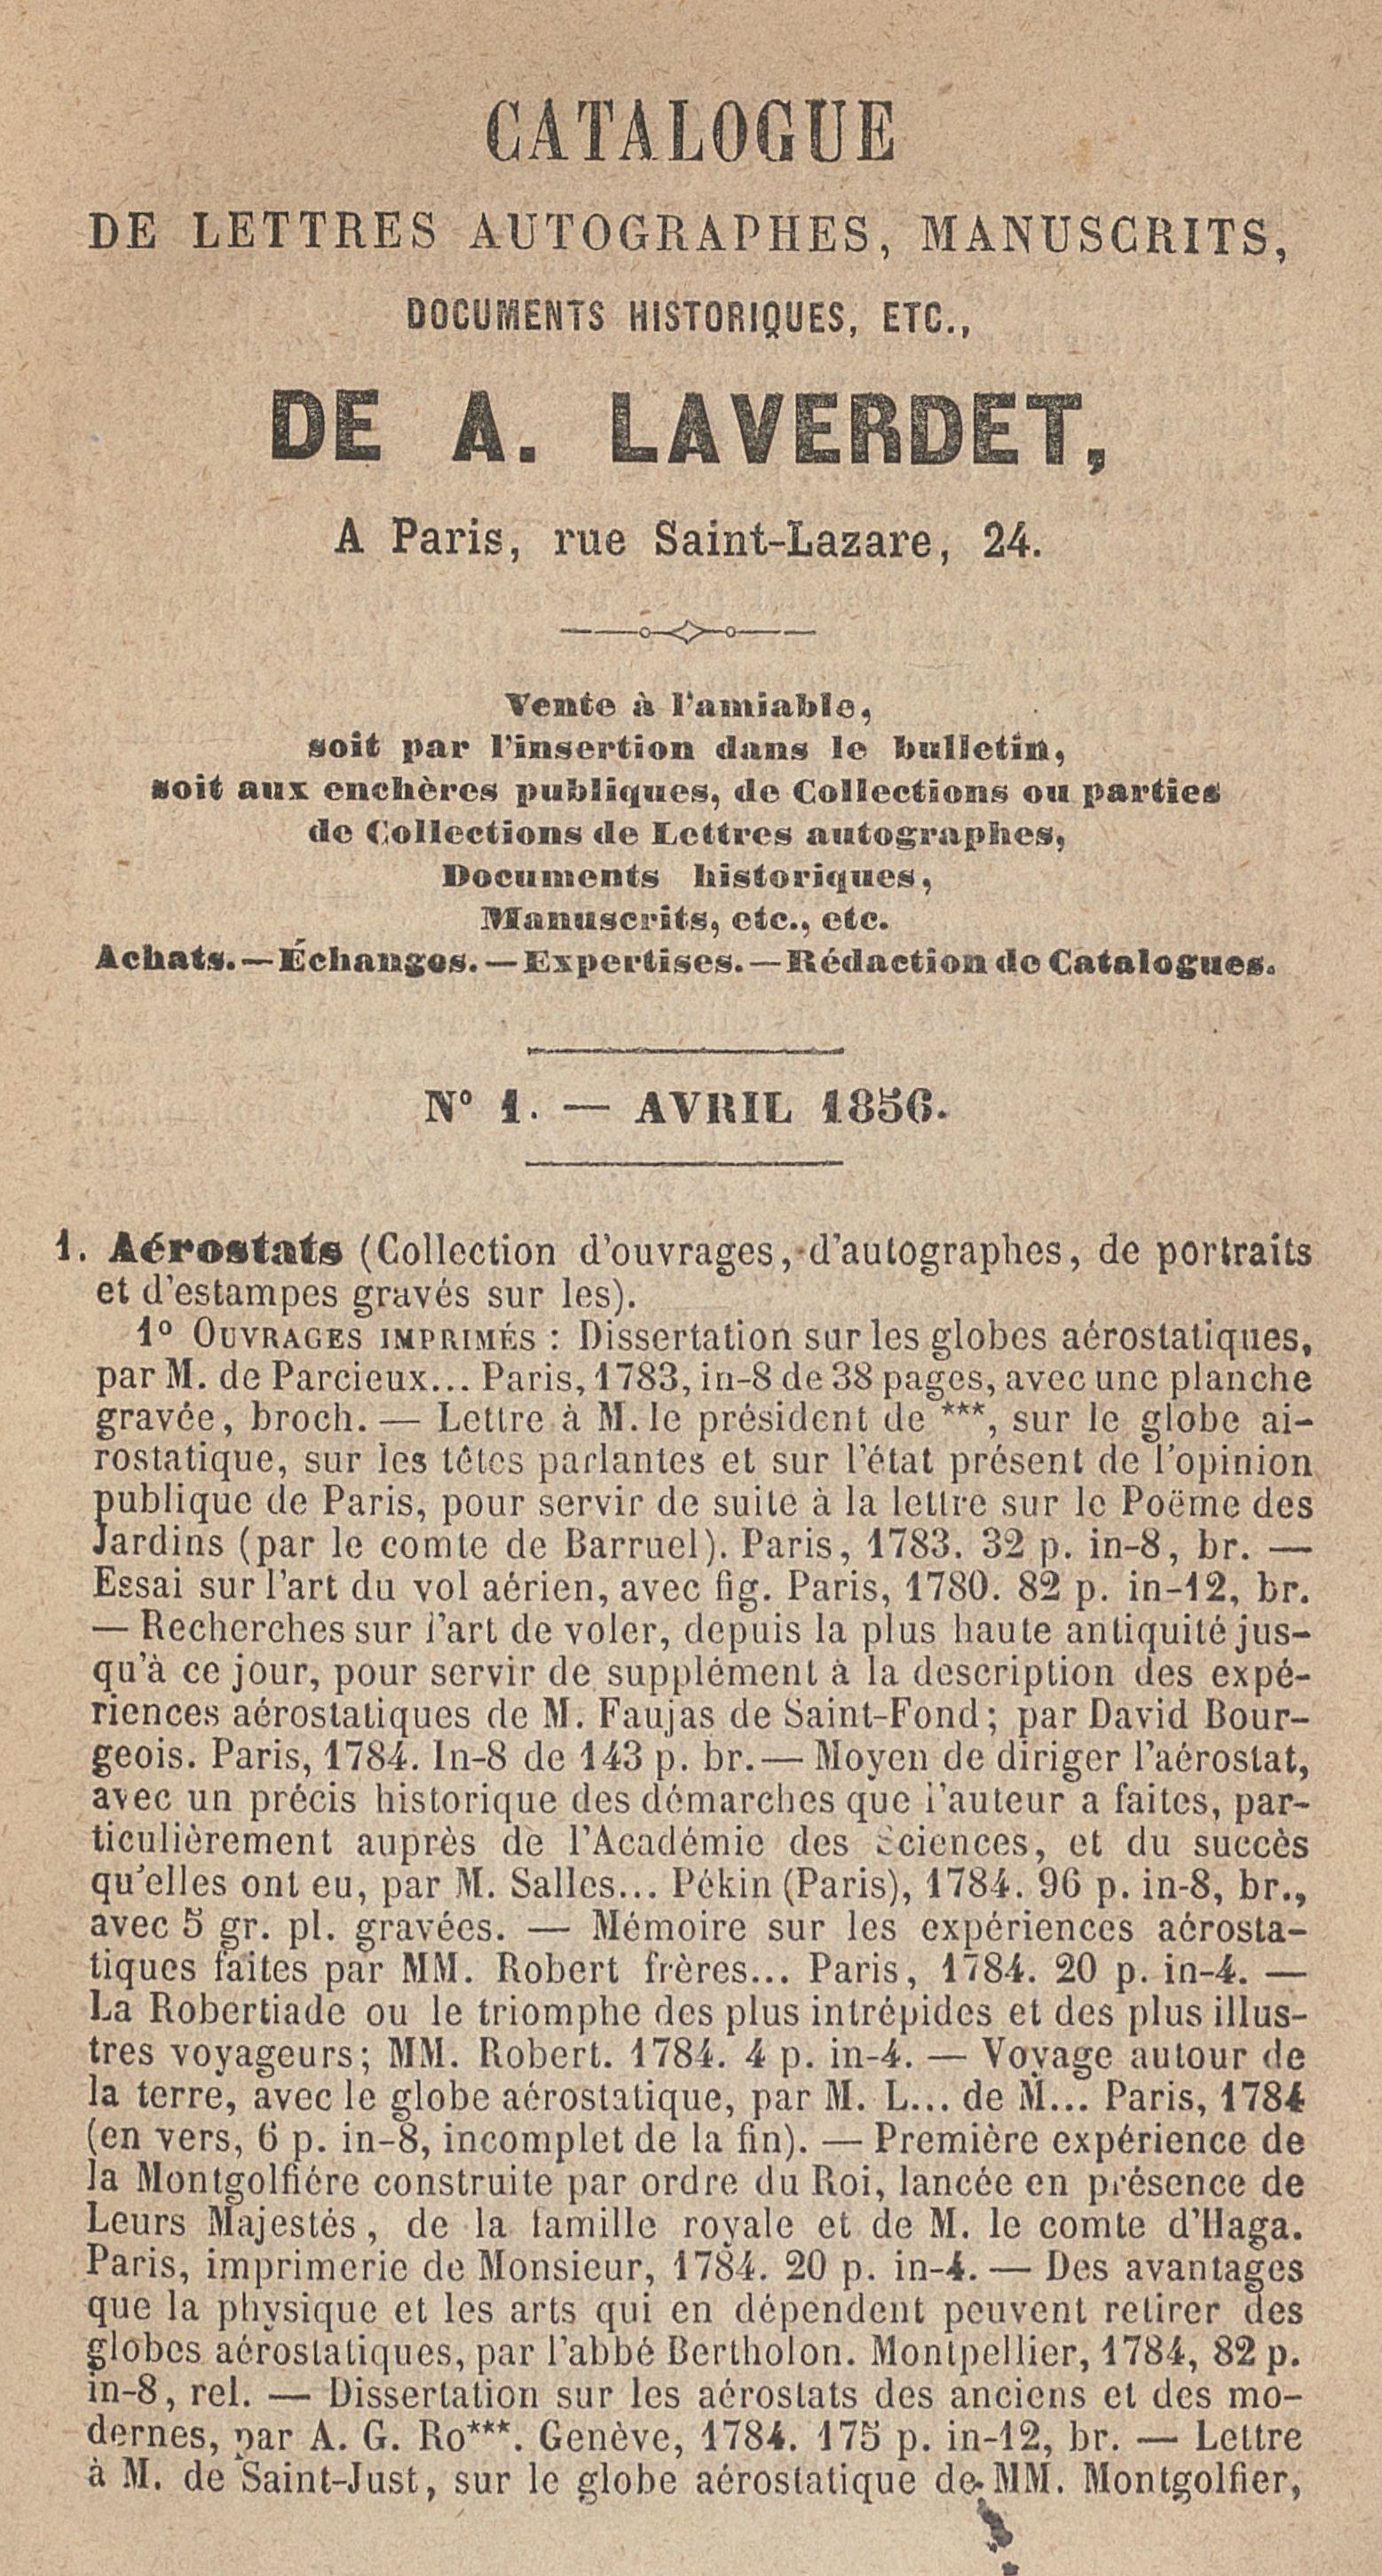 CATALOGUE
DE LETTRES AUTOGRAPHES, MANUSCRITS,
DOCUMENTS HISTORIQUES, ETC.,
DE A. LAVERDET,
A Paris, rue Saint-Lazare, 24.
Vente à l'amiable,
soit par l'insertion dans le bulletin,
soit aux enchères publiques, de Collections ou parties
de Collections de Lettres autographes,
Documents historiques,
Manuscrits, etc., etc.
Achats. — Échanges. — Expertises. — Rédaction de Catalogues.
N° 1. — AVRIL 1856.
1. Aérostats (Collection d'ouvrages, d'autographes, de portraits
et d'estampes gravés sur les).
1° OUVRAGES IMPRIMÉS : Dissertation sur les globes aérostatiques,
par M. de Parcieux... Paris, 1783, in-8 de 38 pages, avec une planche
gravée, broch. — Lettre à M. le président de ***, sur le globe ai-
rostatique, sur les têtes parlantes et sur l'état présent de l'opinion
publique de Paris, pour servir de suite à la lettre sur le Poëme des
Jardins (par le comte de Barruel). Paris, 1783. 32 p. in-8, br. —
Essai sur l'art du vol aérien, avec fig. Paris, 1780. 82 p. in-12, br.
— Recherches sur l'art de voler, depuis la plus haute antiquité jus-
qu'à ce jour, pour servir de supplément à la description des expé-
riences aérostatiques de M. Faujas de Saint-Fond; par David Bour-
geois. Paris, 1784. In-8 de 143 p. br. — Moyen de diriger l'aérostat,
avec un précis historique des démarches que l'auteur a faites, par-
ticulièrement auprès de l'Académie des Sciences, et du succès
qu'elles ont eu, par M. Salles... Pékin (Paris), 1784. 96 p. in-8, br.,
avec 5 gr. pl. gravées. — Mémoire sur les expériences aérosta-
tiques faites par MM. Robert frères... Paris, 1784. 20 p. in-4. —
La Robertiade ou le triomphe des plus intrépides et des plus illus-
tres voyageurs; MM. Robert. 1784. 4 p. in-4. — Voyage autour de
la terre, avec le globe aérostatique, par M. L... de M... Paris, 1784
(en vers, 6 p. in-8, incomplet de la fin). — Première expérience de
la Montgolfiére construite par ordre du Roi, lancée en présence de
Leurs Majestés, de la famille royale et de M. le comte d'Haga.
Paris, imprimerie de Monsieur, 1784. 20 p. in-4. — Des avantages
que la physique et les arts qui en dépendent peuvent retirer des
globes aérostatiques, par l'abbé Bertholon. Montpellier, 1784, 82 p.
in-8, rel. — Dissertation sur les aérostats des anciens et des mo-
dernes, par A. G. Ro***. Genève, 1784. 175 p. in-12, br. — Lettre
à M. de Saint-Just, sur le globe aérostatique de MM. Montgolfier,